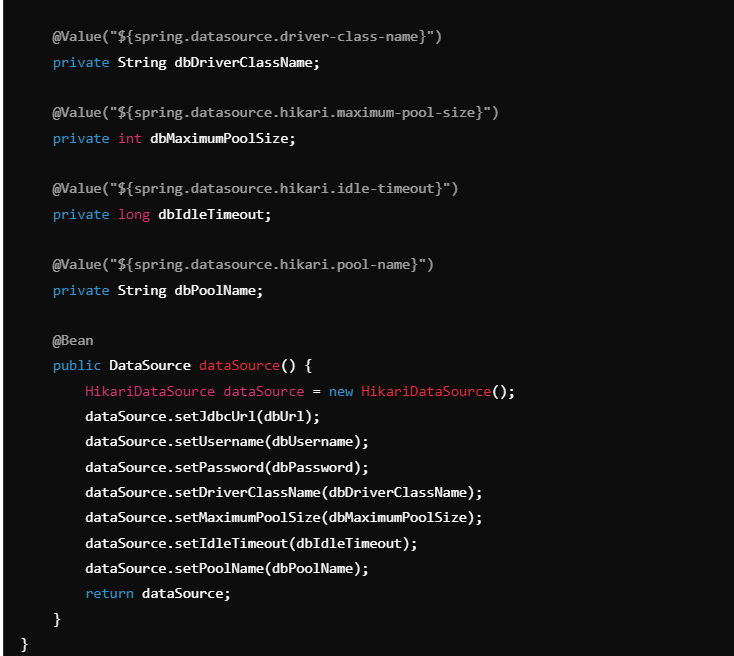 @Value("${spring.datasource.driver-class-name}")
private String dbDriverClassName;
@Value("${spring.datasource.hikari.maximum-pool-size}")
private int dbMaximumPoolSize;
@Value("${spring.datasource.hikari.idle-timeout}")
private long dbIdleTimeout;
@Value("${spring.datasource.hikari.pool-name}")
private String dbPoolName;
@Bean
public DataSource dataSource() {
HikariDataSource dataSource = new HikariDataSource();
dataSource.setJdbcUrl(dbUrl);
dataSource.setUsername(dbUsername);
dataSource.setPassword(dbPassword);
dataSource.setDriverClassName(dbDriverClassName);
dataSource.setMaximumPoolSize(dbMaximumPoolSize);
dataSource.setIdleTimeout(dbIdleTimeout);
dataSource.setPoolName(dbPoolName);
return dataSource;
}
}